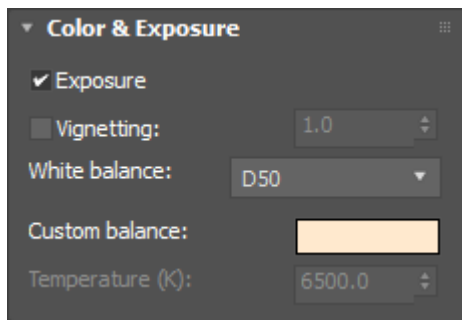 Color & Exposure
Exposure
Vignetting: 1.0
White balance: D50
Custom balance:
Temperature (K): 6500.0